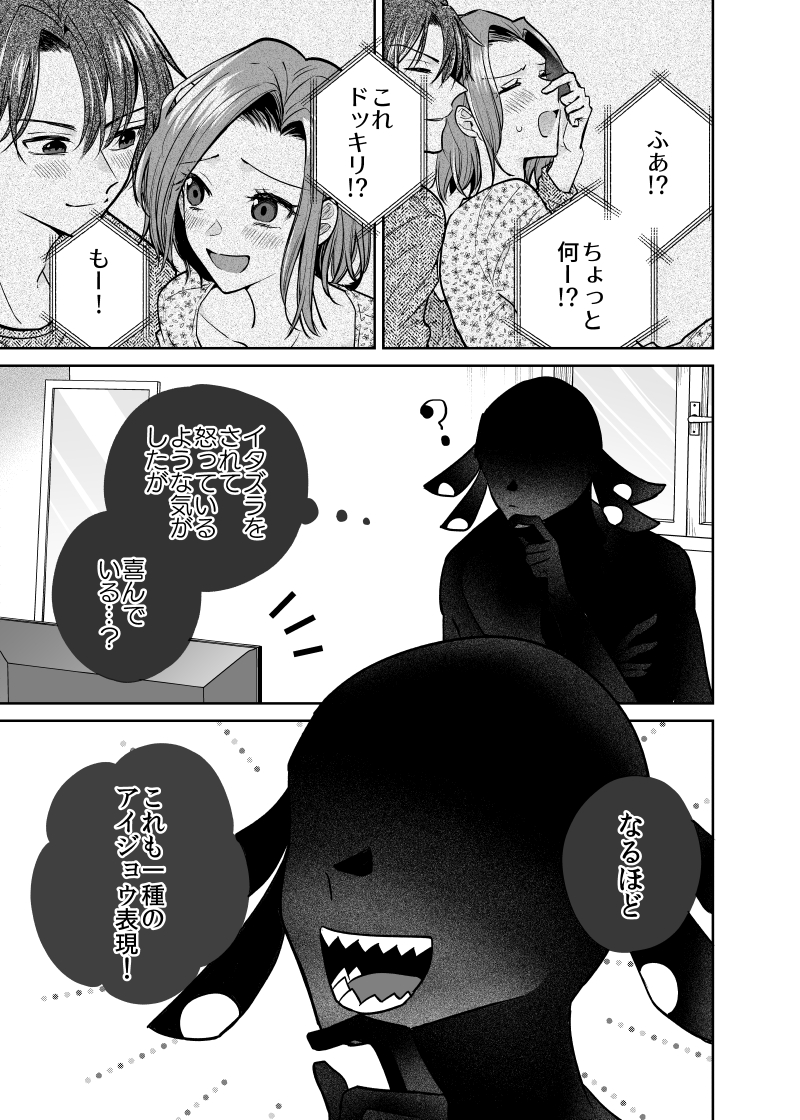 ふあ!?
ちょっと
何ー!?
これ
ドッキリ!?
もー!
?
イタズラを
されて
怒っている
ような気が
したが
喜んで
いる…?
なるほど
これも一種の
アイジョウ表現!